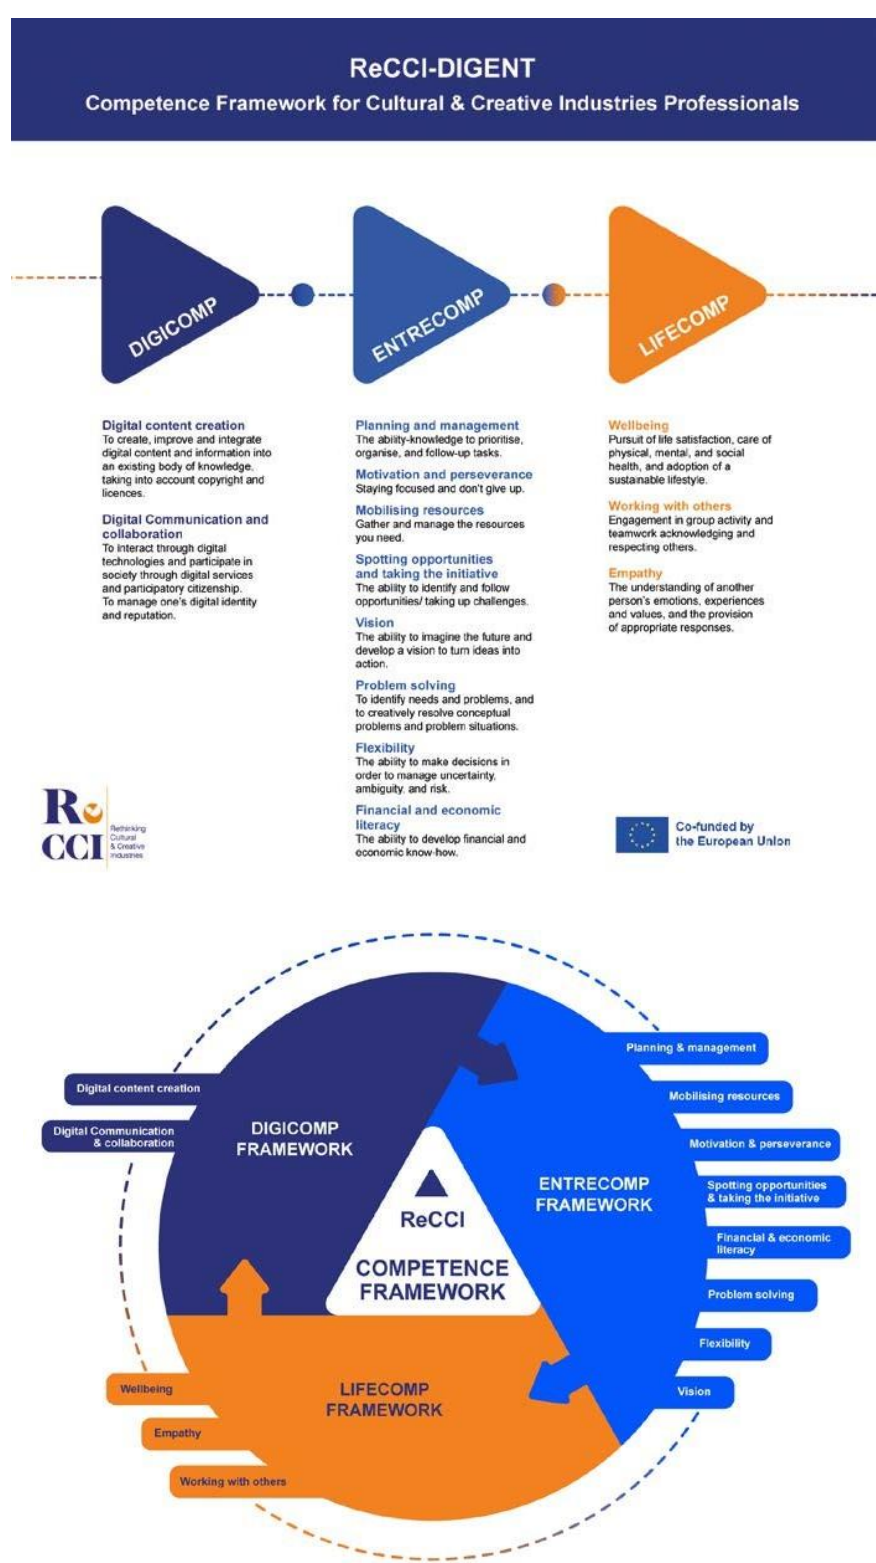 ReCCI-DIGENT
Competence Framework for Cultural & Creative Industries Professionals
DIGICOMP
ENTRECOMP
LIFECOMP
Digital content creation
To create, improve and integrate
digital content and information into
an existing body of knowledge,
taking into account copyright and
licences.
Digital Communication and
collaboration
To interact through digital
technologies and participate in
society through digital services
and participatory citizenship.
To manage one's digital identity
and reputation.
Planning and management
The ability-knowledge to prioritise,
organise, and follow-up tasks.
Motivation and perseverance
Staying focused and don't give up.
Mobilising resources
Gather and manage the resources
you need.
Spotting opportunities
and taking the initiative
The ability to identify and follow
opportunities/ taking up challenges.
Vision
The ability to imagine the future and
develop a vision to turn ideas into
action.
Problem solving
To identify needs and problems, and
to creatively resolve conceptual
problems and problem situations.
Flexibility
The ability to make decisions in
order to manage uncertainty,
ambiguity, and risk.
Financial and economic
literacy
The ability to develop financial and
economic know-how.
Wellbeing
Pursuit of life satisfaction, care of
physical, mental, and social
health, and adoption of a
sustainable lifestyle.
Working with others
Engagement in group activity and
teamwork acknowledging and
respecting others.
Empathy
The understanding of another
person's emotions, experiences
and values, and the provision
of appropriate responses.
Re
CCI
Rethinking
Cultural
& Creative
Industries
Co-funded by
the European Union
Digital content creation
Digital Communication
& collaboration
DIGICOMP
FRAMEWORK
ENTRECOMP
FRAMEWORK
Planning & management
Mobilising resources
Motivation & perseverance
Spotting opportunities
& taking the initiative
Financial & economic
literacy
Problem solving
Flexibility
Vision
ReCCI
COMPETENCE
FRAMEWORK
LIFECOMP
FRAMEWORK
Wellbeing
Empathy
Working with others